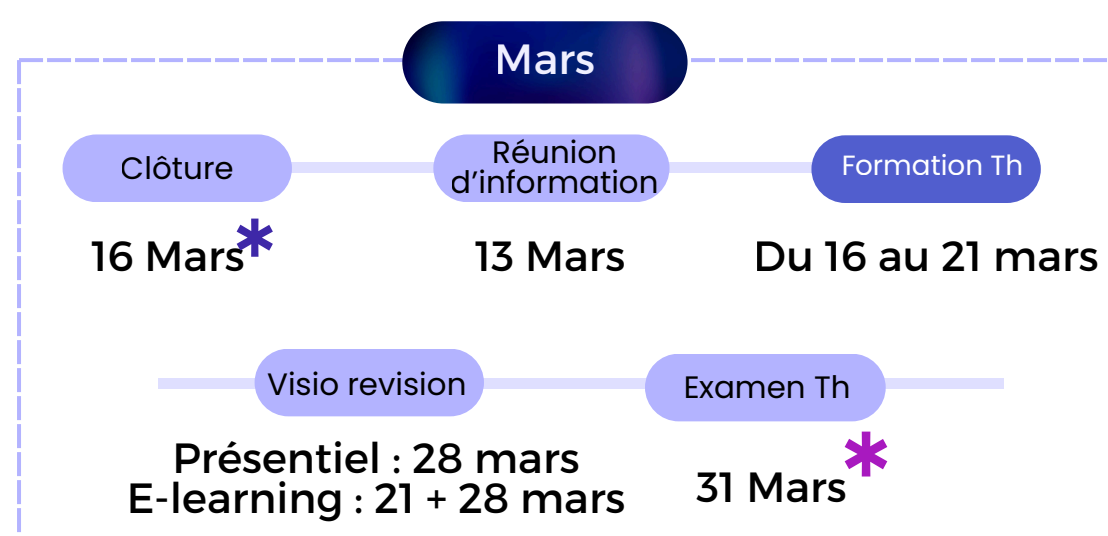 Mars
Clôture
Réunion
d'information
Formation Th
16 Mars*
13 Mars
Du 16 au 21 mars
Visio revision
Examen Th
Présentiel : 28 mars
E-learning : 21 + 28 mars
31 Mars*